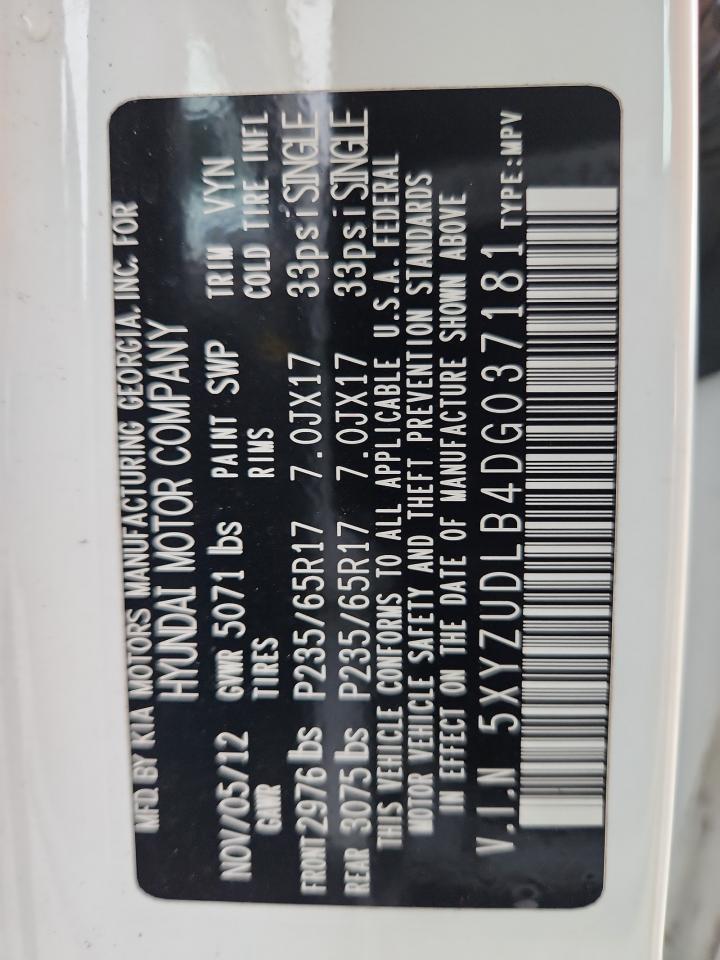 MFD. BY KIA MOTORS MANUFACTURING GEORGIA, INC. FOR
HYUNDAI MOTOR COMPANY
NOV/05/12 GVWR 5071 lbs PAINT SWP TRIM VYN
GAWR TIRES RIMS COLD TIRE INFL
FRONT 2976 lbs P235/65R17 7.0JX17 33psi SINGLE
REAR 3075 lbs P235/65R17 7.0JX17 33psi SINGLE
THIS VEHICLE CONFORMS TO ALL APPLICABLE U.S.A. FEDERAL
MOTOR VEHICLE SAFETY AND THEFT PREVENTION STANDARDS
IN EFFECT ON THE DATE OF MANUFACTURE SHOWN ABOVE
V.I.N 5XYZUDLB4DG037181 TYPE:MPV